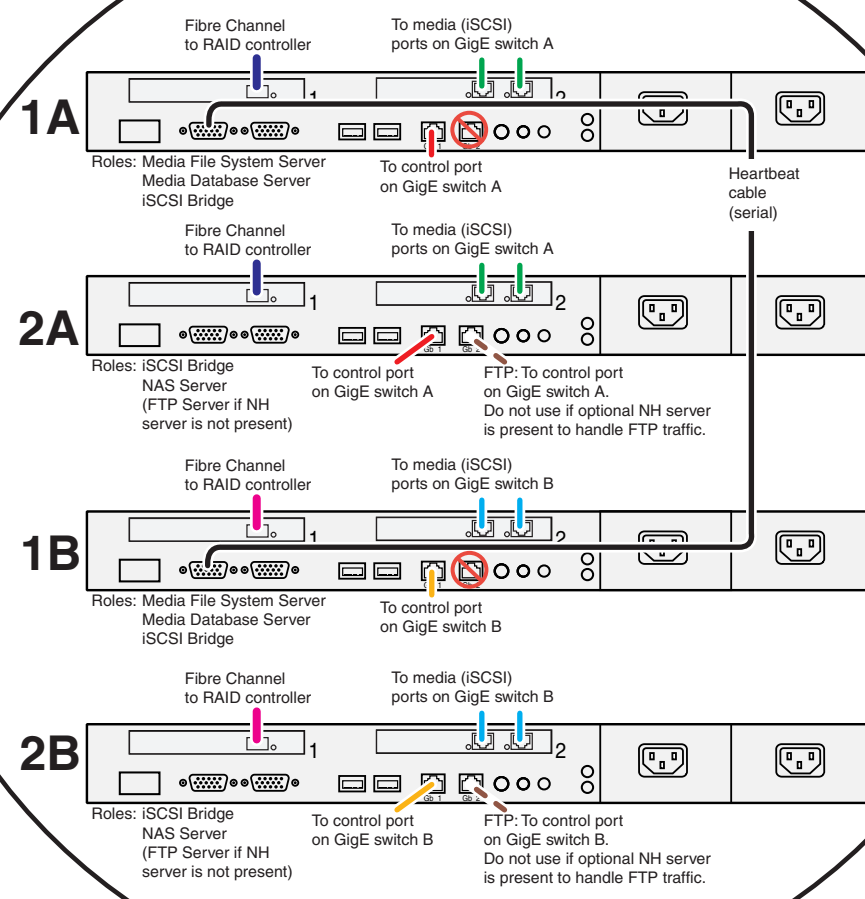 Fibre Channel
to RAID controller
To media (iSCSI)
ports on GigE switch A
1A
1
2
Gb 1
Gb 2
Roles: Media File System Server
Media Database Server
iSCSI Bridge
To control port
on GigE switch A
Heartbeat
cable
(serial)
Fibre Channel
to RAID controller
To media (iSCSI)
ports on GigE switch A
2A
1
2
Gb 1
Gb 2
Roles: iSCSI Bridge
NAS Server
(FTP Server if NH
server is not present)
To control port
on GigE switch A
FTP: To control port
on GigE switch A.
Do not use if optional NH server
is present to handle FTP traffic.
Fibre Channel
to RAID controller
To media (iSCSI)
ports on GigE switch B
1B
1
2
Gb 1
Gb 2
Roles: Media File System Server
Media Database Server
iSCSI Bridge
To control port
on GigE switch B
Fibre Channel
to RAID controller
To media (iSCSI)
ports on GigE switch B
2B
1
2
Gb 1
Gb 2
Roles: iSCSI Bridge
NAS Server
(FTP Server if NH
server is not present)
To control port
on GigE switch B
FTP: To control port
on GigE switch B.
Do not use if optional NH server
is present to handle FTP traffic.